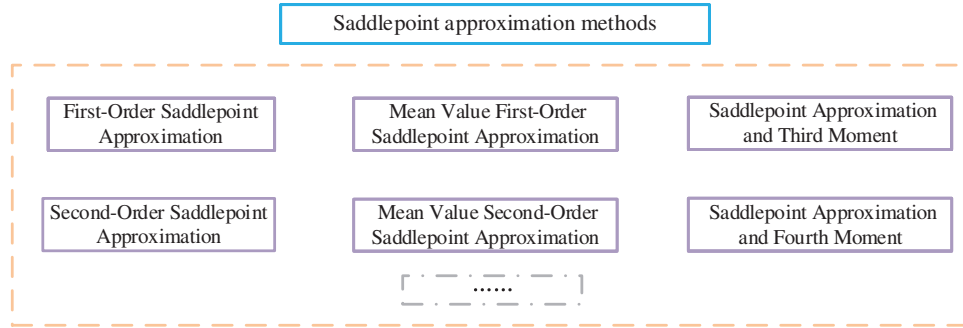 Saddlepoint approximation methods
First-Order Saddlepoint
Approximation
Mean Value First-Order
Saddlepoint Approximation
Saddlepoint Approximation
and Third Moment
Second-Order Saddlepoint
Approximation
Mean Value Second-Order
Saddlepoint Approximation
Saddlepoint Approximation
and Fourth Moment
......